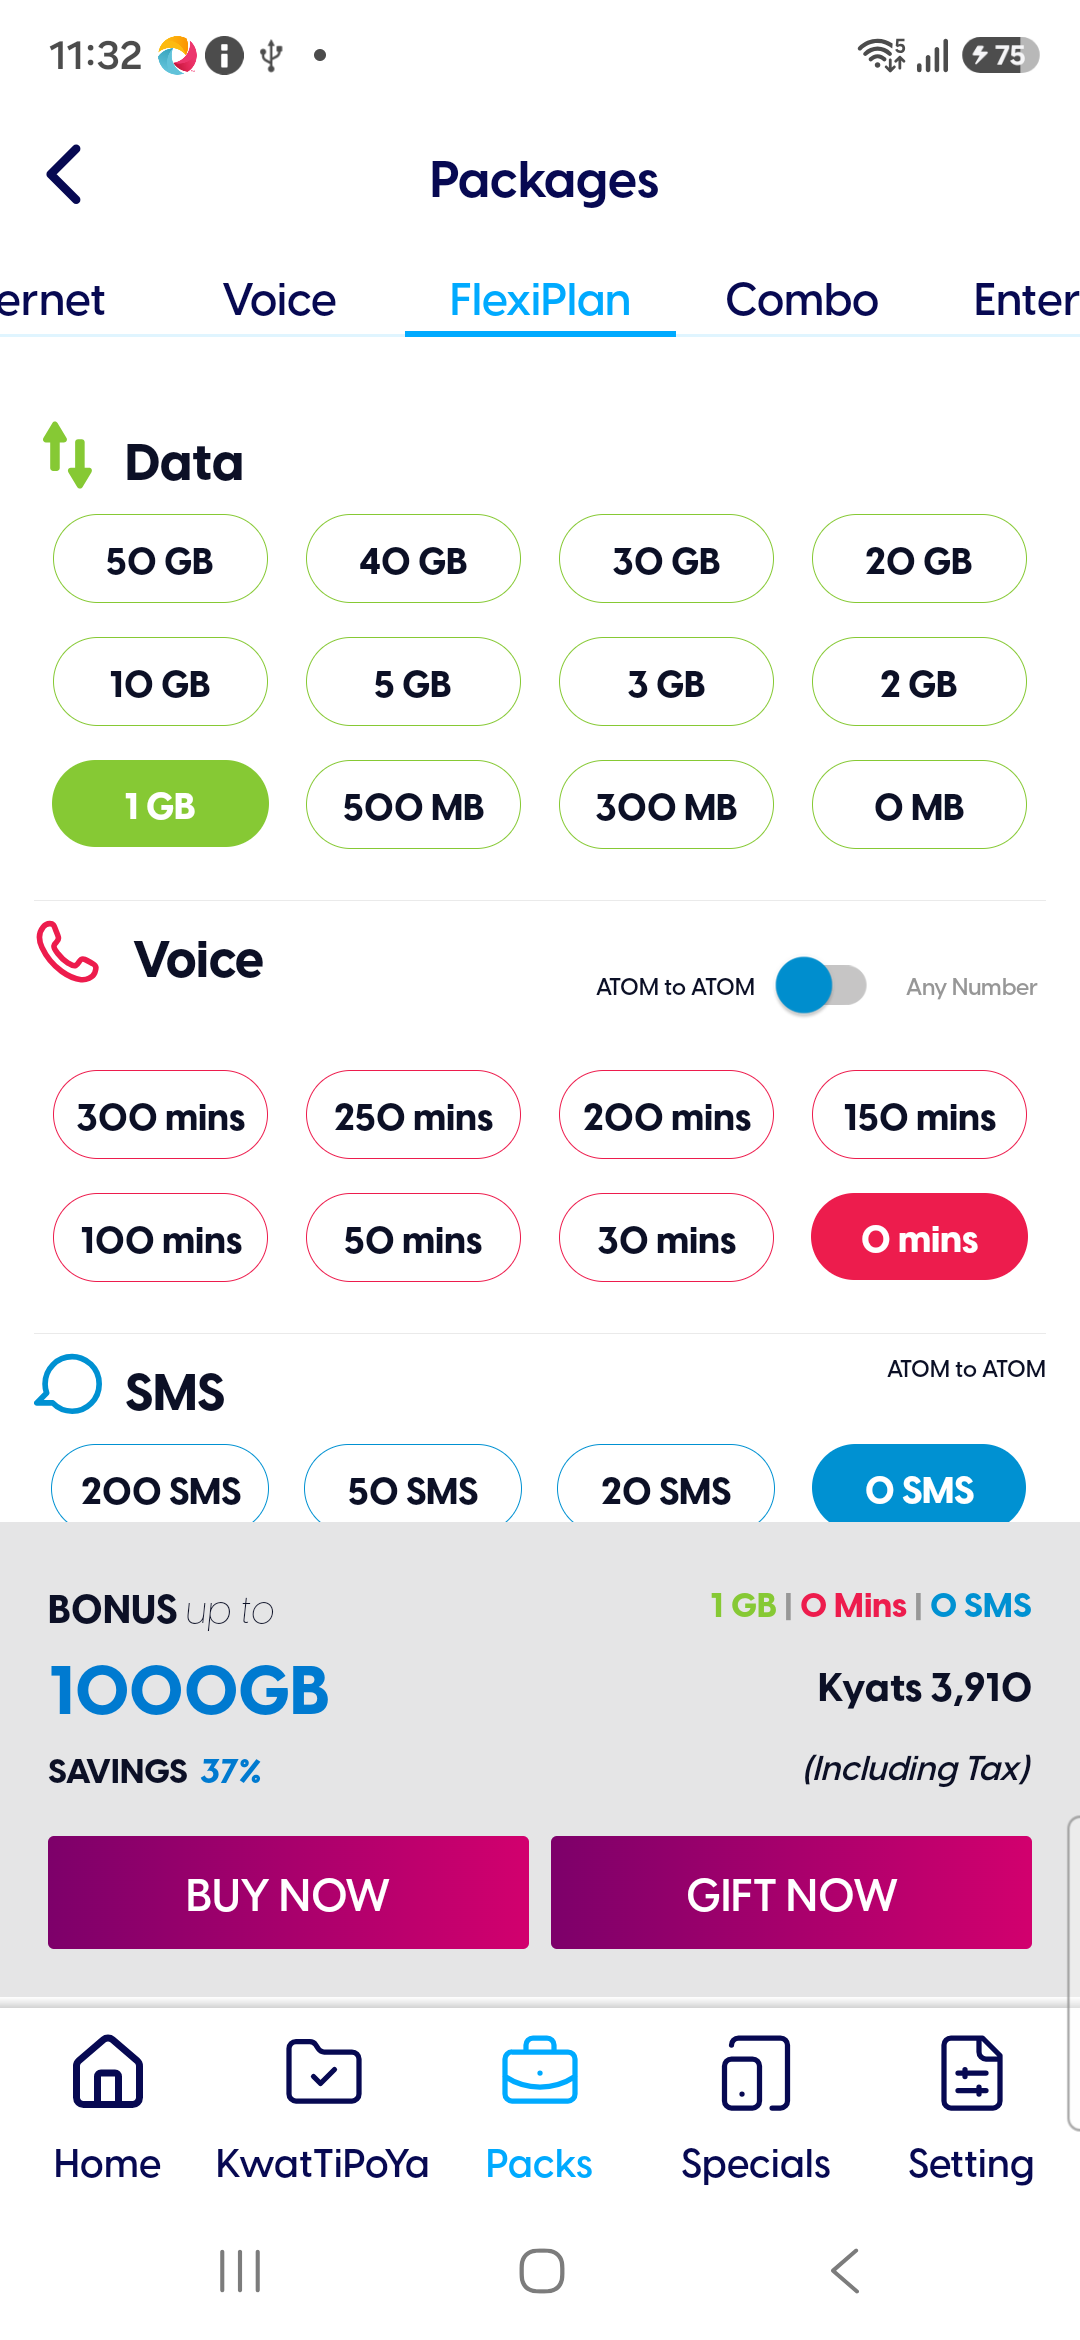 11:32
5
75
Packages
ernet Voice FlexiPlan Combo Enter
Data
50 GB 40 GB 30 GB 20 GB
10 GB 5 GB 3 GB 2 GB
1 GB 500 MB 300 MB 0 MB
Voice
ATOM to ATOM Any Number
300 mins 250 mins 200 mins 150 mins
100 mins 50 mins 30 mins 0 mins
SMS
ATOM to ATOM
200 SMS 50 SMS 20 SMS 0 SMS
BONUS up to
1 GB | 0 Mins | 0 SMS
1000GB
Kyats 3,910
SAVINGS 37%
(Including Tax)
BUY NOW GIFT NOW
Home KwatTiPoYa Packs Specials Setting